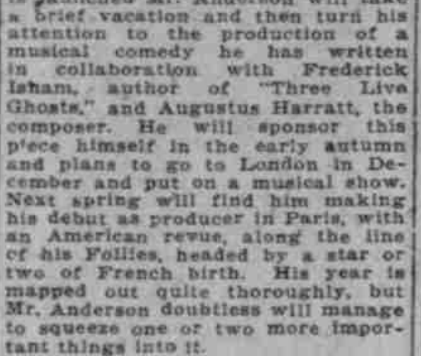 is launched Mr. Anderson will take
a brief vacation and then turn his
attention to the production of a
musical comedy he has written
in collaboration with Frederick
Isham, author of "Three Live
Ghosts," and Augustus Harratt, the
composer. He will sponsor this
piece himself in the early autumn
and plans to go to London in De-
cember and put on a musical show.
Next spring will find him making
his debut as producer in Paris, with
an American revue, along the line
of his Follies, headed by a star or
two of French birth. His year is
mapped out quite thoroughly, but
Mr. Anderson doubtless will manage
to squeeze one or two more impor-
tant things into it.